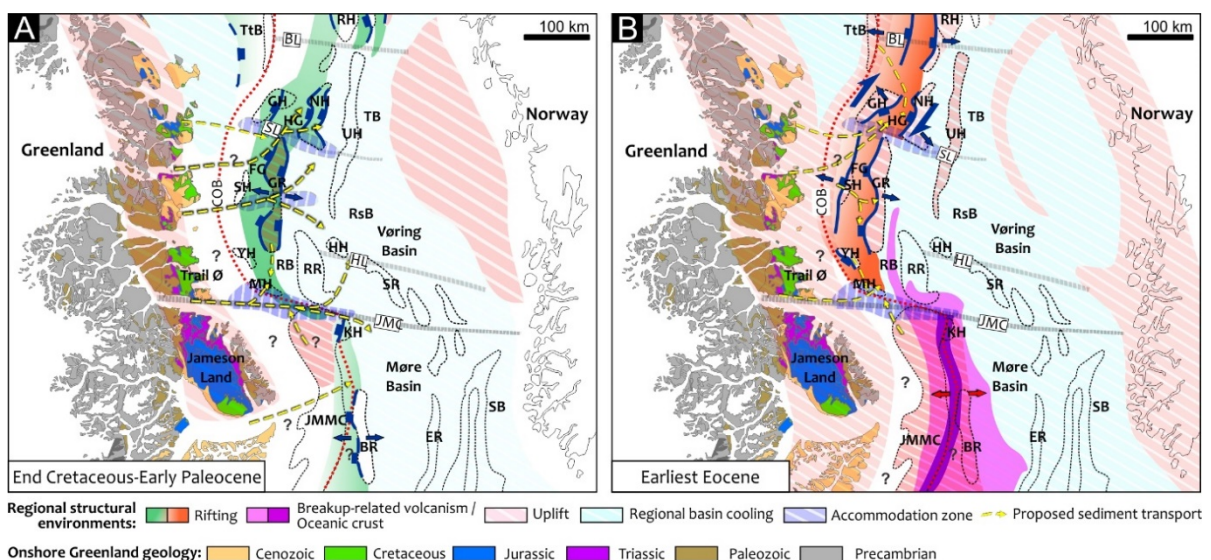 A
TtB
RH
BL
100 km
GH
NH
HG
TB
UH
Norway
Greenland
SL
?
FG
SH
GR
COB
RsB
Vøring
Basin
?
YH
HH
HL
Trail Ø
RB
RR
SR
MH
JMC
KH
?
?
Jameson
Land
Møre
Basin
JMMC
?
SB
ER
BR
?
End Cretaceous-Early Paleocene
B
TtB
RH
BL
100 km
GH
NH
HG
TB
UH
Norway
Greenland
SL
?
FG
SH
GR
COB
RsB
Vøring
Basin
?
YH
HH
HL
Trail Ø
RB
RR
SR
MH
JMC
KH
?
Jameson
Land
Møre
Basin
?
JMMC
SB
ER
BR
?
Earliest Eocene
Regional structural
environments:
Rifting
Breakup-related volcanism /
Oceanic crust
Uplift
Regional basin cooling
Accommodation zone
Proposed sediment transport
Onshore Greenland geology:
Cenozoic
Cretaceous
Jurassic
Triassic
Paleozoic
Precambrian